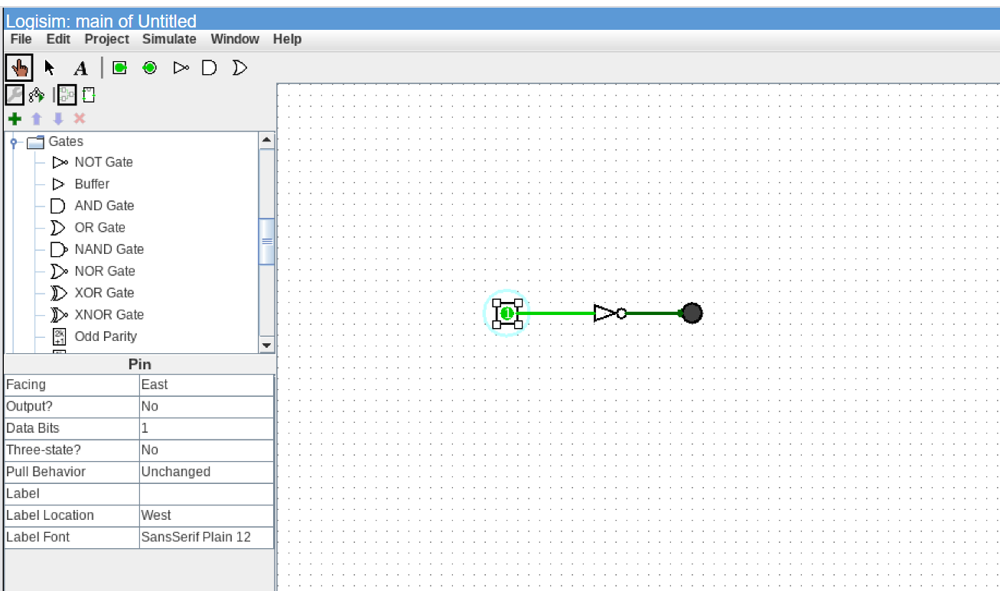 Logisim: main of Untitled
File Edit Project Simulate Window Help
A
Gates
NOT Gate
Buffer
AND Gate
OR Gate
NAND Gate
NOR Gate
XOR Gate
XNOR Gate
2k
+1
Odd Parity
Pin
Facing East
Output? No
Data Bits 1
Three-state? No
Pull Behavior Unchanged
Label
Label Location West
Label Font SansSerif Plain 12
1